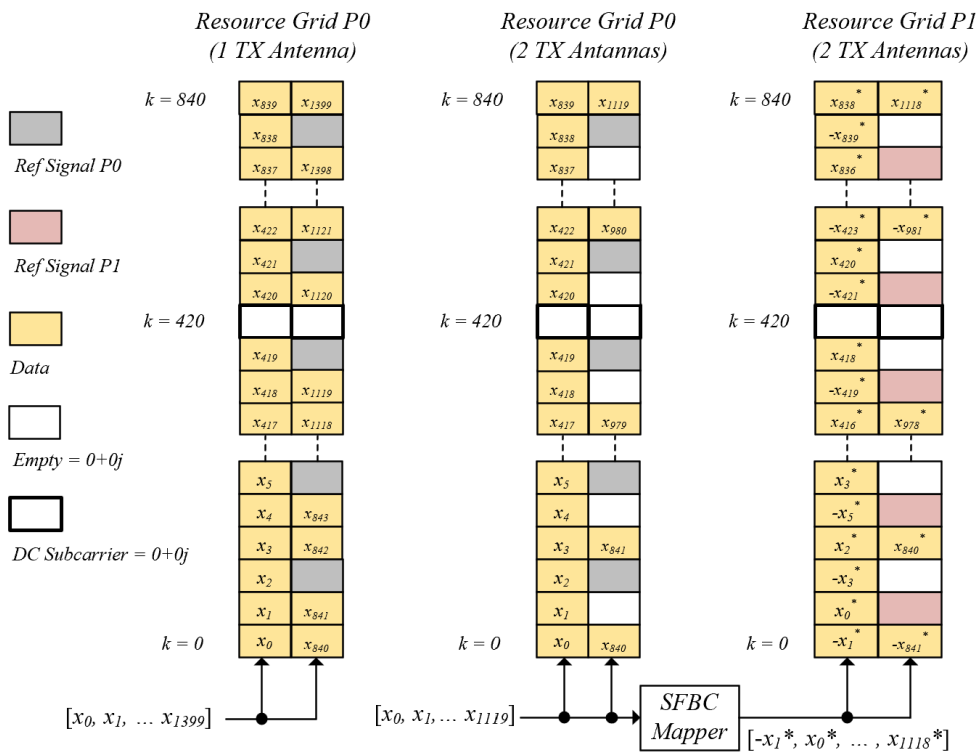 Resource Grid P0
(1 TX Antenna)
Resource Grid P0
(2 TX Antannas)
Resource Grid P1
(2 TX Antennas)
Ref Signal P0
Ref Signal P1
Data
Empty = 0+0j
DC Subcarrier = 0+0j
k = 840
x839 x1399
x838
x837 x1398
x422 x1121
x421
x420 x1120
k = 420
x419
x418 x1119
x417 x1118
x5
x4 x843
x3 x842
x2
x1 x841
k = 0
x0 x840
[x0, x1, ... x1399]
k = 840
x839 x1119
x838
x837
x422 x980
x421
x420
k = 420
x419
x418
x417 x979
x5
x4
x3 x841
x2
x1
k = 0
x0 x840
[x0, x1, ... x1119]
SFBC
Mapper
k = 840
x838* x1118*
-x839*
x836*
-x423* -x981*
x420*
-x421*
k = 420
x418*
-x419*
x416* x978*
x3*
-x5*
x2* x840*
-x3*
x0*
k = 0
-x1* -x841*
[-x1*, x0*, ... , x1118*]